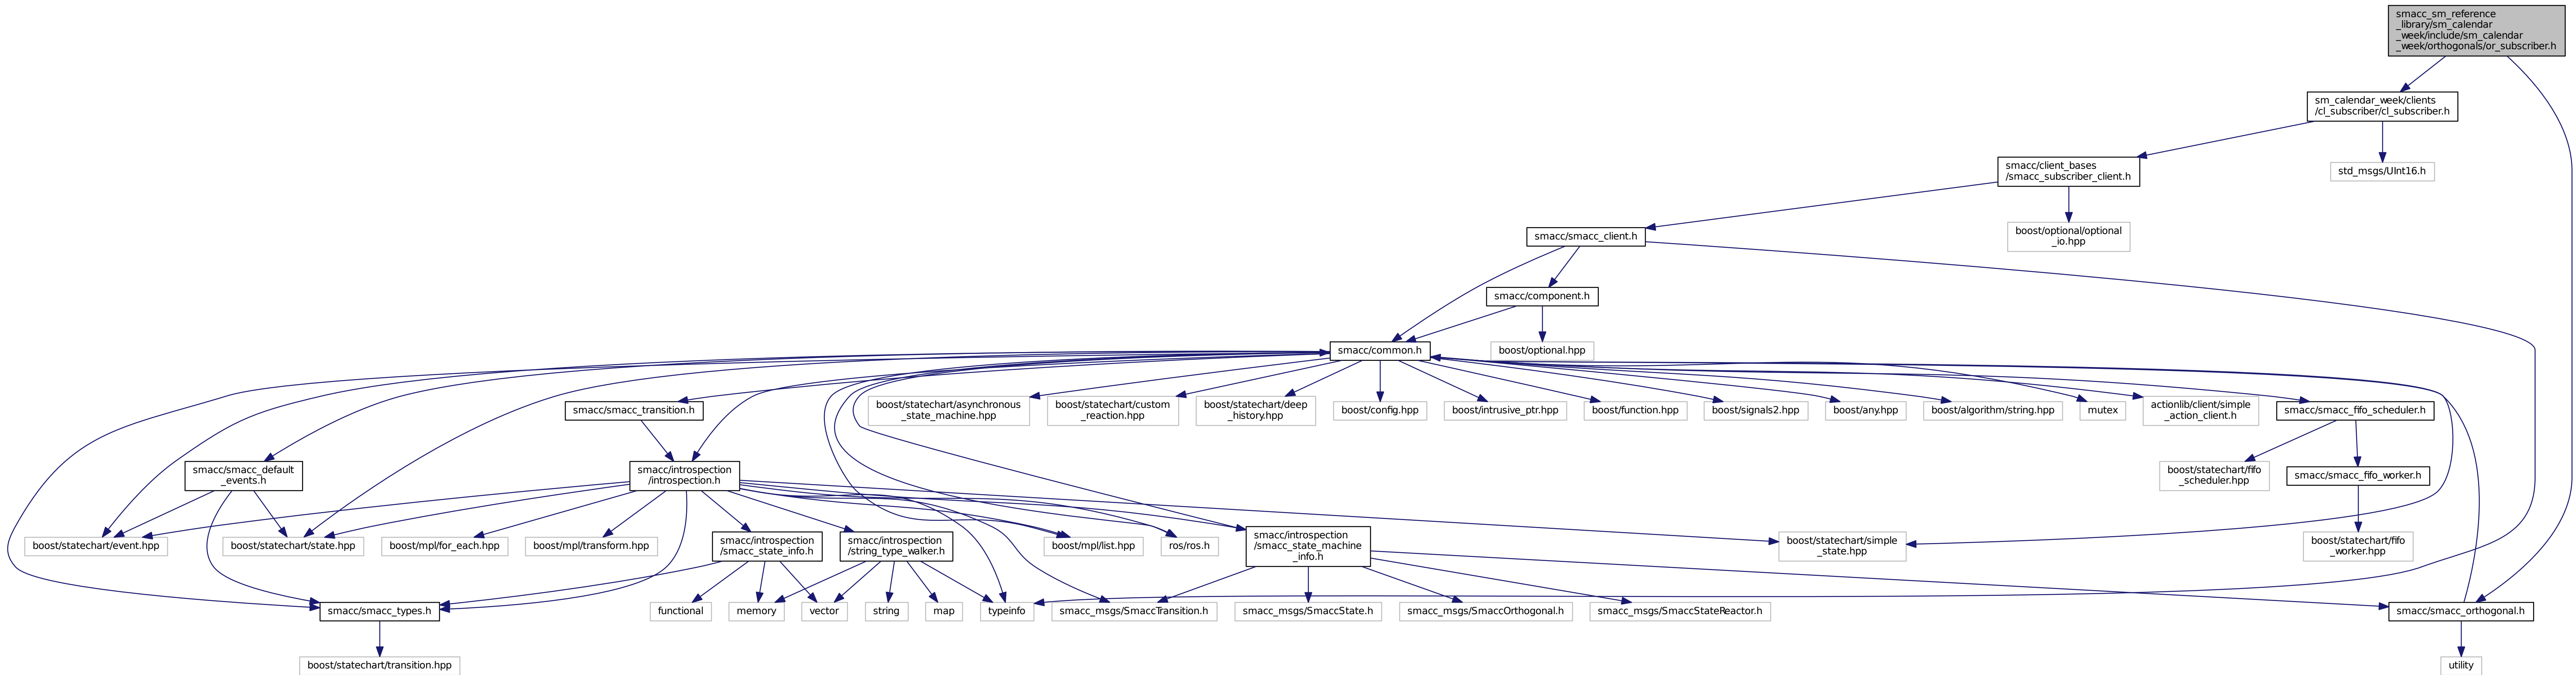 smacc_sm_reference
_library/sm_calendar
_week/include/sm_calendar
_week/orthogonals/or_subscriber.h
sm_calendar_week/clients
/cl_subscriber/cl_subscriber.h
smacc/client_bases
/smacc_subscriber_client.h
std_msgs/UInt16.h
smacc/smacc_client.h
boost/optional/optional
_io.hpp
smacc/component.h
smacc/common.h
boost/optional.hpp
smacc/smacc_transition.h
boost/statechart/asynchronous
_state_machine.hpp
boost/statechart/custom
_reaction.hpp
boost/statechart/deep
_history.hpp
boost/config.hpp
boost/intrusive_ptr.hpp
boost/function.hpp
boost/signals2.hpp
boost/any.hpp
boost/algorithm/string.hpp
mutex
actionlib/client/simple
_action_client.h
smacc/smacc_fifo_scheduler.h
smacc/smacc_default
_events.h
smacc/introspection
/introspection.h
boost/statechart/fifo
_scheduler.hpp
smacc/smacc_fifo_worker.h
boost/statechart/event.hpp
boost/statechart/state.hpp
boost/mpl/for_each.hpp
boost/mpl/transform.hpp
smacc/introspection
/smacc_state_info.h
smacc/introspection
/string_type_walker.h
boost/mpl/list.hpp
ros/ros.h
smacc/introspection
/smacc_state_machine
_info.h
boost/statechart/simple
_state.hpp
boost/statechart/fifo
_worker.hpp
smacc/smacc_types.h
functional
memory
vector
string
map
typeinfo
smacc_msgs/SmaccTransition.h
smacc_msgs/SmaccState.h
smacc_msgs/SmaccOrthogonal.h
smacc_msgs/SmaccStateReactor.h
smacc/smacc_orthogonal.h
boost/statechart/transition.hpp
utility